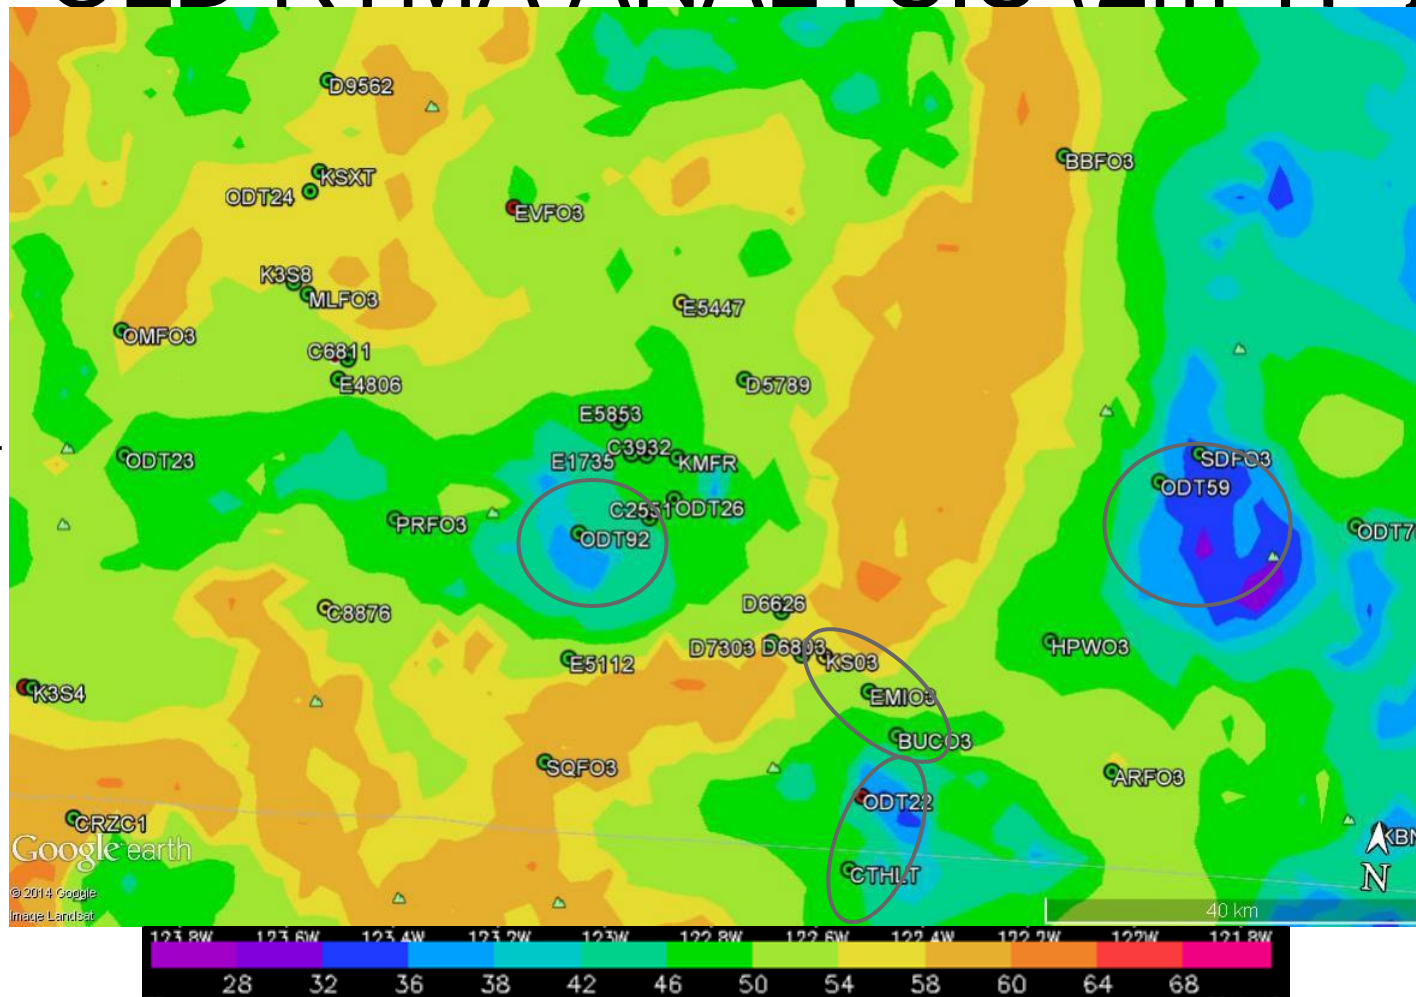 D9562
KSXT
ODT24
BBFO3
EVFO3
K3S8
MLFO3
E5447
OMFO3
C6811
E4806
D5789
E5853
C3932
E1735
KMFR
SDFO3
ODT23
ODT59
C2551
ODT26
PRFO3
ODT92
C8876
D6626
D7303
D6803
KS03
HPWO3
E5112
K3S4
EMIO3
BUCO3
SQFO3
ARFO3
ODT22
CRZC1
Google earth
CTHLT
N
© 2014 Google
Image Landsat
40 km
123.8W 123.6W 123.4W 123.2W 123W 122.8W 122.6W 122.4W 122.2W 122W 121.8W
28 32 36 38 42 46 50 54 58 60 64 68